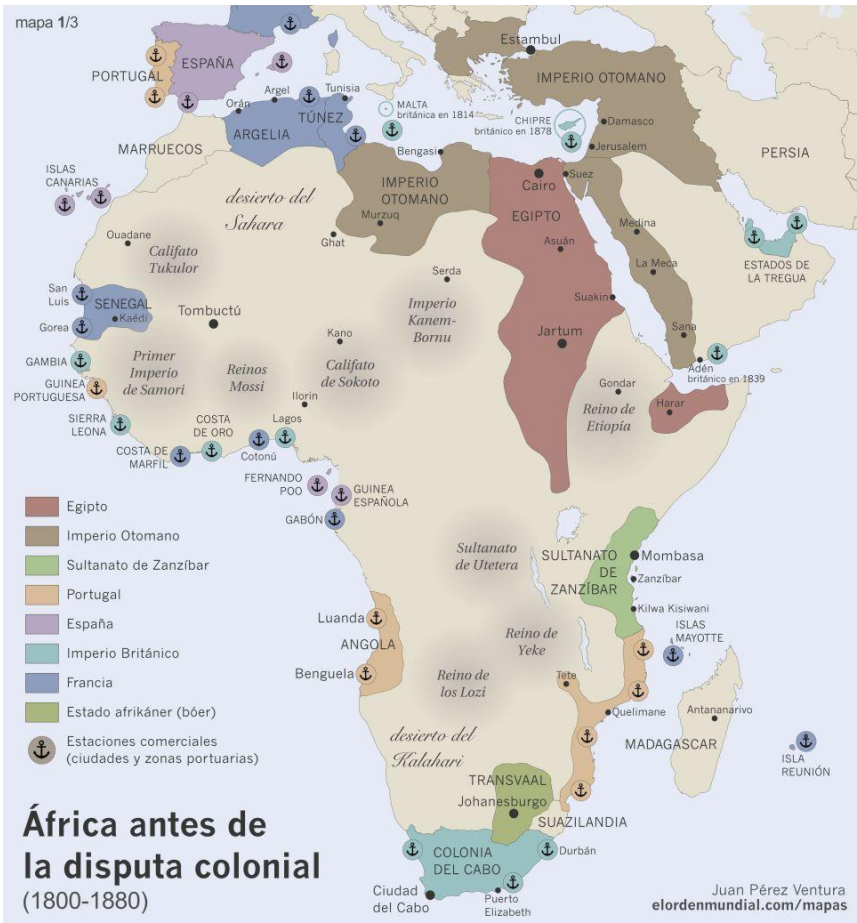 mapa 1/3
Estambul
PORTUGAL
ESPAÑA
IMPERIO OTOMANO
Orán
Argel
Tunisia
TÚNEZ
ARGELIA
MALTA
británica en 1814
CHIPRE
británico en 1878
Damasco
Jerusalem
MARRUECOS
Bengasi
PERSIA
ISLAS
CANARIAS
desierto del
Sahara
IMPERIO
OTOMANO
Murzuq
Ghat
Cairo
Suez
EGIPTO
Asuán
Medina
La Meca
ESTADOS DE
LA TREGUA
Ouadane
Califato
Tukulor
Serda
Suakin
San
Luis
SENEGAL
Kaédi
Gorea
Tombuctú
Imperio
Kanem-
Bornu
Jartum
Sana
Adén
británico en 1839
GAMBIA
Primer
Imperio
de Samori
Reinos
Mossi
Kano
Califato
de Sokoto
Gondar
Reino de
Etiopía
Harar
GUINEA
PORTUGUESA
Ilorin
SIERRA
LEONA
COSTA
DE ORO
Lagos
COSTA DE
MARFIL
Cotonú
FERNANDO
POO
GUINEA
ESPAÑOLA
GABÓN
Egipto
Imperio Otomano
Sultanato de Zanzíbar
Portugal
España
Imperio Británico
Francia
Estado afrikáner (bóer)
Estaciones comerciales
(ciudades y zonas portuarias)
Sultanato
de Utetera
SULTANATO
DE
ZANZÍBAR
Mombasa
Zanzíbar
Kilwa Kisiwani
Luanda
ANGOLA
Benguela
Reino de
Yeke
ISLAS
MAYOTTE
Reino de
los Lozi
Tete
Quelimane
Antananarivo
MADAGASCAR
desierto del
Kalahari
ISLA
REUNIÓN
TRANSVAAL
Johanesburgo
SUAZILANDIA
COLONIA
DEL CABO
Durbán
Ciudad
del Cabo
Puerto
Elizabeth
África antes de
la disputa colonial
(1800-1880)
Juan Pérez Ventura
elordenmundial.com/mapas